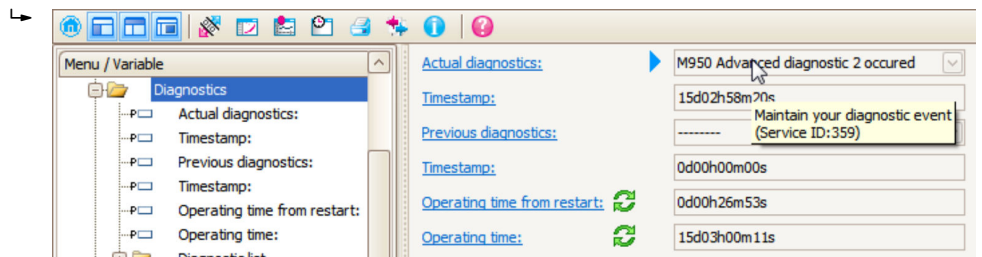 Menu / Variable
Diagnostics
Actual diagnostics:
Timestamp:
Previous diagnostics:
Timestamp:
Operating time from restart:
Operating time:
Actual diagnostics:
M950 Advanced diagnostic 2 occured
Timestamp:
15d02h58m20s
Maintain your diagnostic event
(Service ID:359)
Previous diagnostics:
--------
Timestamp:
0d00h00m00s
Operating time from restart:
0d00h26m53s
Operating time:
15d03h00m11s